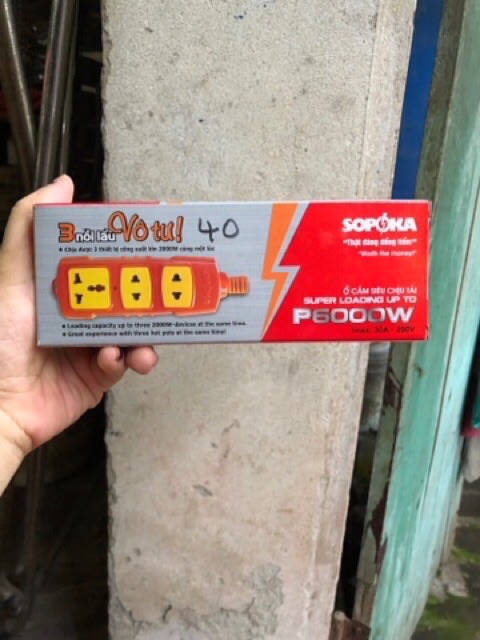 3 nồi lẩu Vô tư! 40
• Chịu được 3 thiết bị công suất lớn 2000W cùng một lúc
• Loading capacity up to three 2000W-devices at the same time.
• Great experience with three hot pots at the same time!
SOPOKA
"Thật đáng đồng tiền"
"Woth the money!"
Ổ CẮM SIÊU CHỊU TẢI
SUPER LOADING UP TO
P6000W
Imax: 30A - 250V